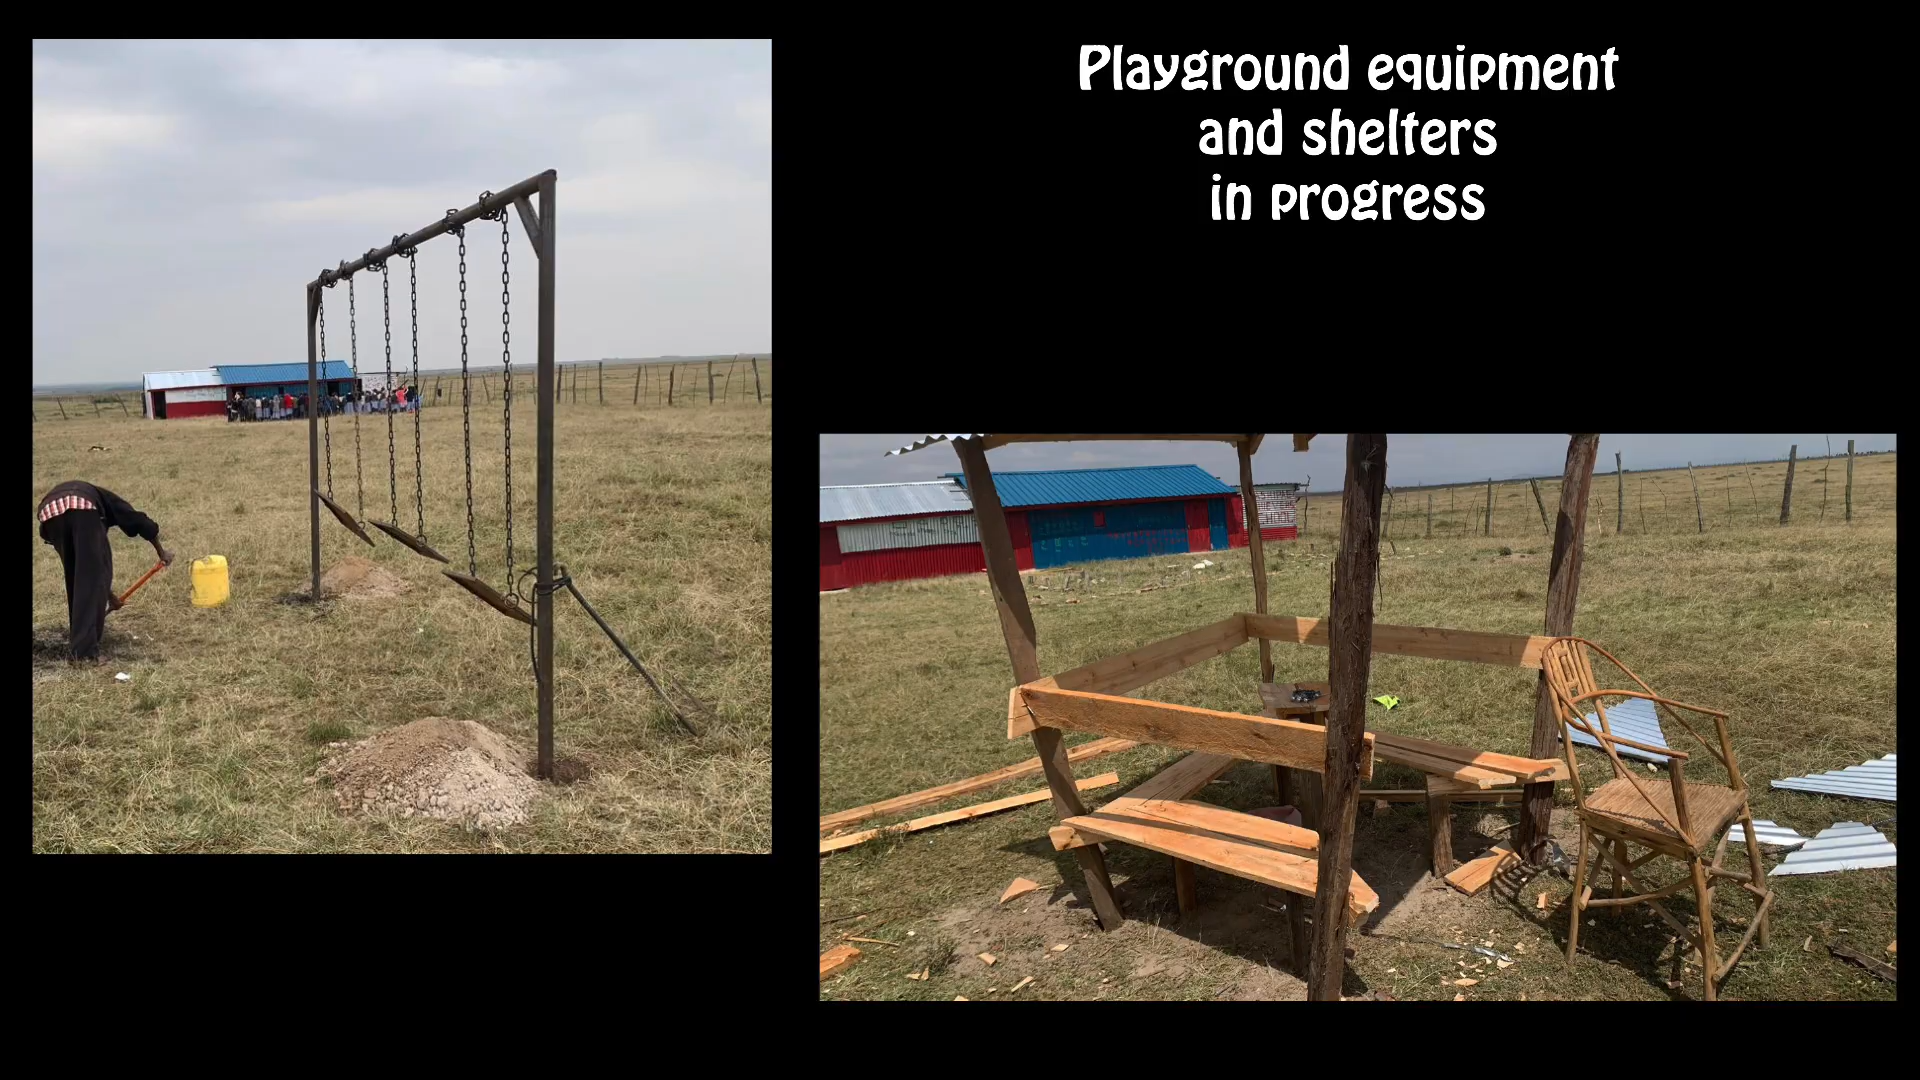 Playground equipment
and shelters
in progress